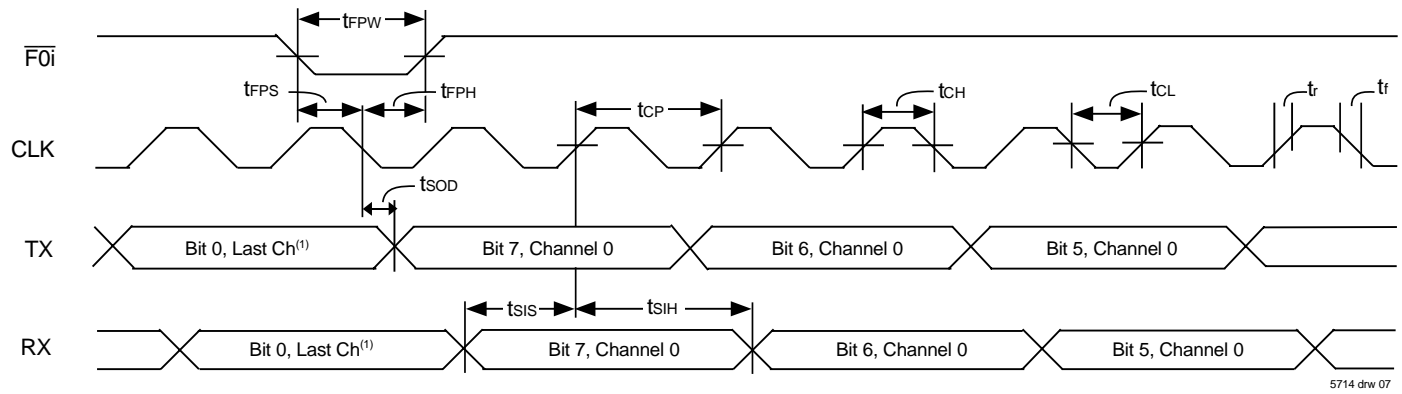 tFPW
F0i
tFPS
tFPH
tCP
tCH
tCL
tr
tf
CLK
tSOD
TX
Bit 0, Last Ch(1)
Bit 7, Channel 0
Bit 6, Channel 0
Bit 5, Channel 0
tSIS
tSIH
RX
Bit 0, Last Ch(1)
Bit 7, Channel 0
Bit 6, Channel 0
Bit 5, Channel 0
5714 drw 07